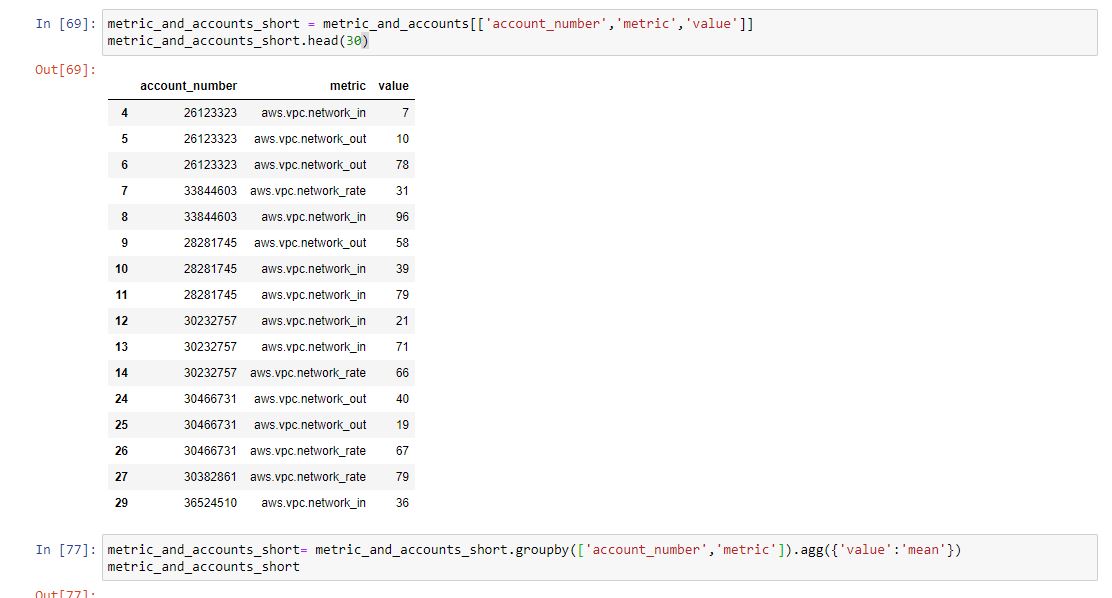 In [69]: metric_and_accounts_short = metric_and_accounts[['account_number','metric','value']]
metric_and_accounts_short.head(30)
Out[69]:
account_number metric value
4 26123323 aws.vpc.network_in 7
5 26123323 aws.vpc.network_out 10
6 26123323 aws.vpc.network_out 78
7 33844603 aws.vpc.network_rate 31
8 33844603 aws.vpc.network_in 96
9 28281745 aws.vpc.network_out 58
10 28281745 aws.vpc.network_in 39
11 28281745 aws.vpc.network_in 79
12 30232757 aws.vpc.network_in 21
13 30232757 aws.vpc.network_in 71
14 30232757 aws.vpc.network_rate 66
24 30466731 aws.vpc.network_out 40
25 30466731 aws.vpc.network_out 19
26 30466731 aws.vpc.network_rate 67
27 30382861 aws.vpc.network_rate 79
29 36524510 aws.vpc.network_in 36
In [77]: metric_and_accounts_short= metric_and_accounts_short.groupby(['account_number','metric']).agg({'value':'mean'})
metric_and_accounts_short
Out[77]: